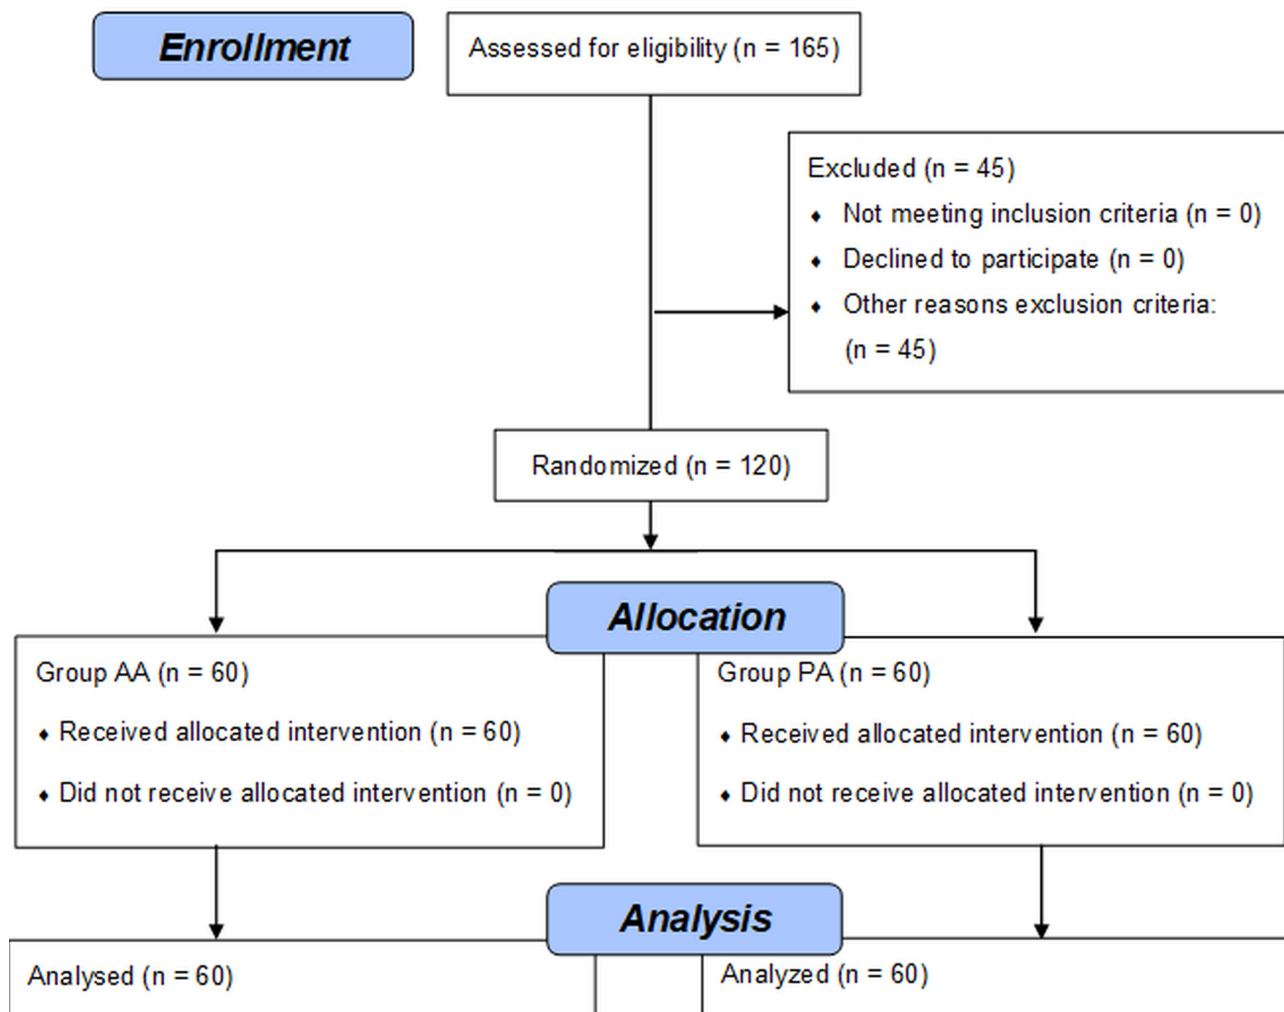 Enrollment
Assessed for eligibility (n = 165)
Excluded (n = 45)
⬧ Not meeting inclusion criteria (n = 0)
⬧ Declined to participate (n = 0)
⬧ Other reasons exclusion criteria:
(n = 45)
Randomized (n = 120)
Allocation
Group AA (n = 60)
⬧ Received allocated intervention (n = 60)
⬧ Did not receive allocated intervention (n = 0)
Group PA (n = 60)
⬧ Received allocated intervention (n = 60)
⬧ Did not receive allocated intervention (n = 0)
Analysis
Analysed (n = 60)
Analyzed (n = 60)